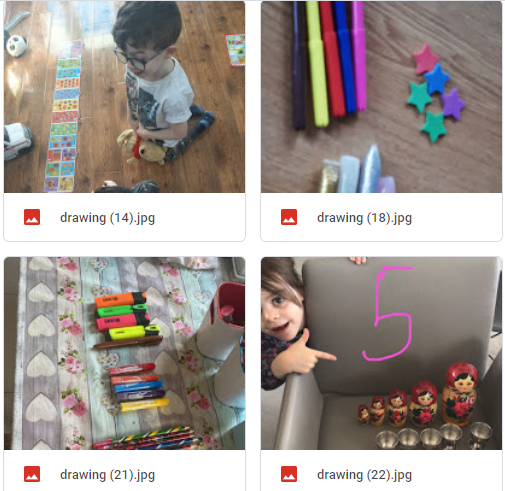 drawing (14).jpg
drawing (18).jpg
5
drawing (21).jpg
drawing (22).jpg